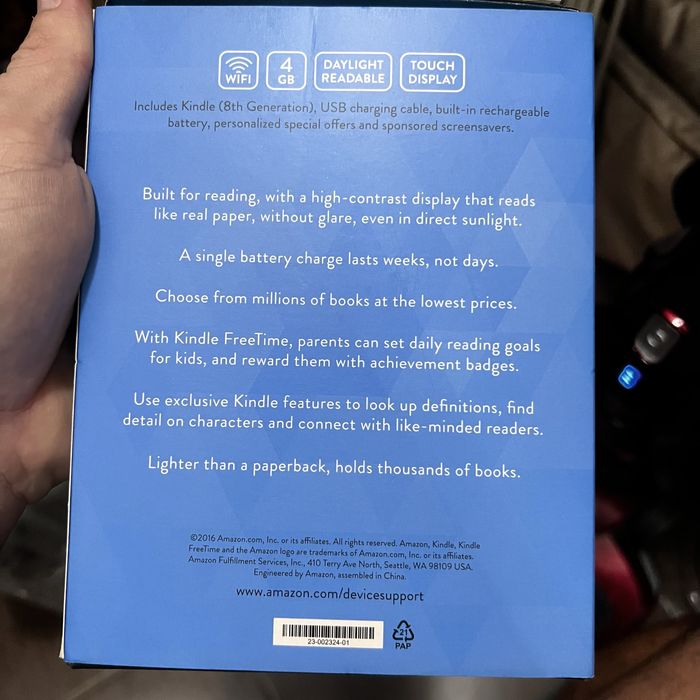 WiFi
4
GB
DAYLIGHT
READABLE
TOUCH
DISPLAY
Includes Kindle (8th Generation), USB charging cable, built-in rechargeable
battery, personalized special offers and sponsored screensavers.
Built for reading, with a high-contrast display that reads
like real paper, without glare, even in direct sunlight.
A single battery charge lasts weeks, not days.
Choose from millions of books at the lowest prices.
With Kindle FreeTime, parents can set daily reading goals
for kids, and reward them with achievement badges.
Use exclusive Kindle features to look up definitions, find
detail on characters and connect with like-minded readers.
Lighter than a paperback, holds thousands of books.
©2016 Amazon.com, Inc. or its affiliates. All rights reserved. Amazon, Kindle, Kindle
FreeTime and the Amazon logo are trademarks of Amazon.com, Inc. or its affiliates.
Amazon Fulfillment Services, Inc., 410 Terry Ave North, Seattle, WA 98109 USA.
Engineered by Amazon, assembled in China.
www.amazon.com/devicesupport
23-002324-01
21
PAP